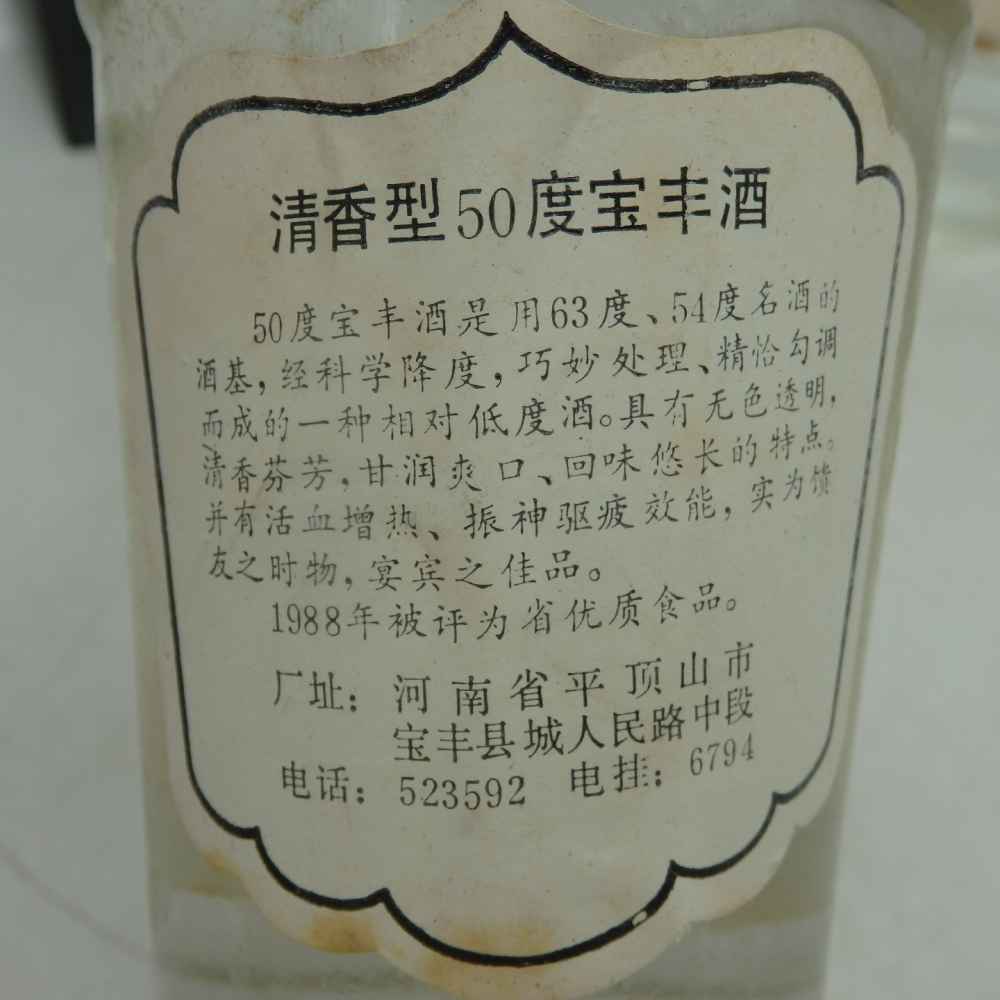 清香型50度宝丰酒
50度宝丰酒是用63度、54度名酒的
酒基，经科学降度，巧妙处理、精恰勾调
而成的一种相对低度酒。具有无色透明，
清香芬芳，甘润爽口、回味悠长的特点。
并有活血增热、振神驱疲效能，实为馈
友之时物，宴宾之佳品。
1988年被评为省优质食品。
厂址：河南省平顶山市
宝丰县城人民路中段
电话：523592 电挂：6794